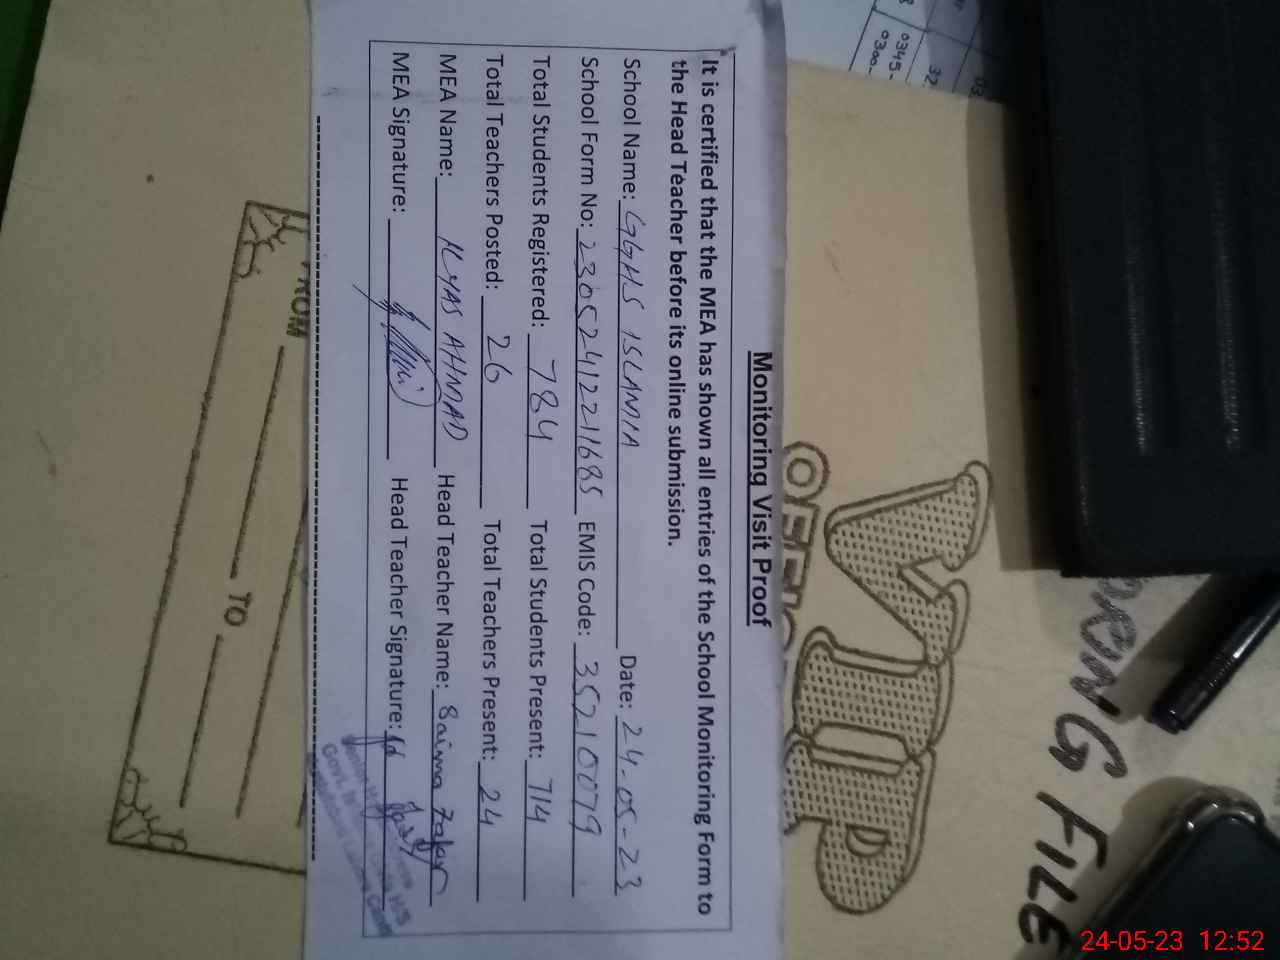 Monitoring Visit Proof
It is certified that the MEA has shown all entries of the School Monitoring Form to
the Head Teacher before its online submission.
School Name: GGHS ISLAMIA Date: 24-05-23
School Form No: 23052412211685 EMIS Code: 35210079
Total Students Registered: 784 Total Students Present: 714
Total Teachers Posted: 26 Total Teachers Present: 24
MEA Name: ILYAS AHMAD Head Teacher Name: Saima Zafar
MEA Signature: Head Teacher Signature:
VIP
FILE
TO
24-05-23 12:52